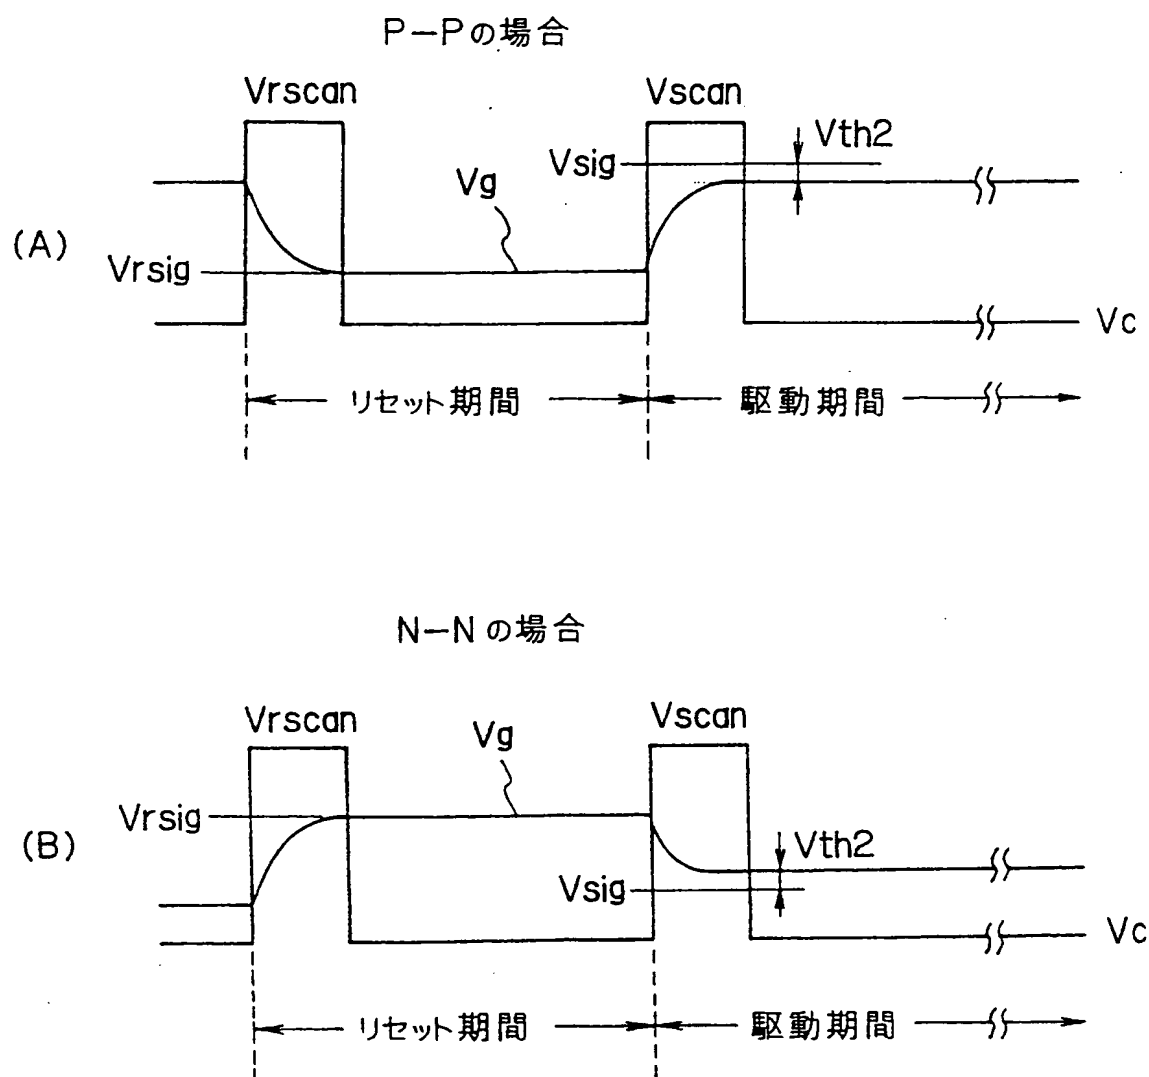 P-Pの場合
Vrscan
Vscan
Vth2
Vsig
Vg
(A)
Vrsig
Vc
リセット期間
駆動期間
N-Nの場合
Vrscan
Vscan
Vg
Vrsig
(B)
Vth2
Vsig
Vc
リセット期間
駆動期間